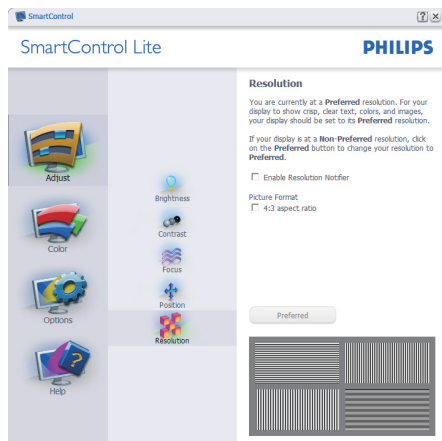 SmartControl
SmartControl Lite
PHILIPS
Adjust
Color
Options
Help
Brightness
Contrast
Focus
Position
Resolution
Resolution
You are currently at a Preferred resolution. For your
display to show crisp, clear text, colors, and images,
your display should be set to its Preferred resolution.
If your display is at a Non-Preferred resolution, click
on the Preferred button to change your resolution to
Preferred.
Enable Resolution Notifier
Picture Format
4:3 aspect ratio
Preferred